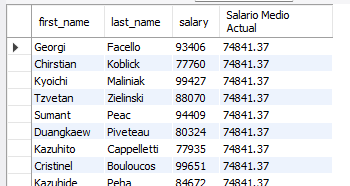 first_name last_name salary Salario Medio Actual
Georgi Facello 93406 74841.37
Chirstian Koblick 77760 74841.37
Kyoichi Maliniak 99427 74841.37
Tzvetan Zielinski 88070 74841.37
Sumant Peac 94409 74841.37
Duangkaew Piveteau 80324 74841.37
Kazuhito Cappelletti 77935 74841.37
Cristinel Bouloucos 99651 74841.37
Kazuhide Peha 84672 74841.37